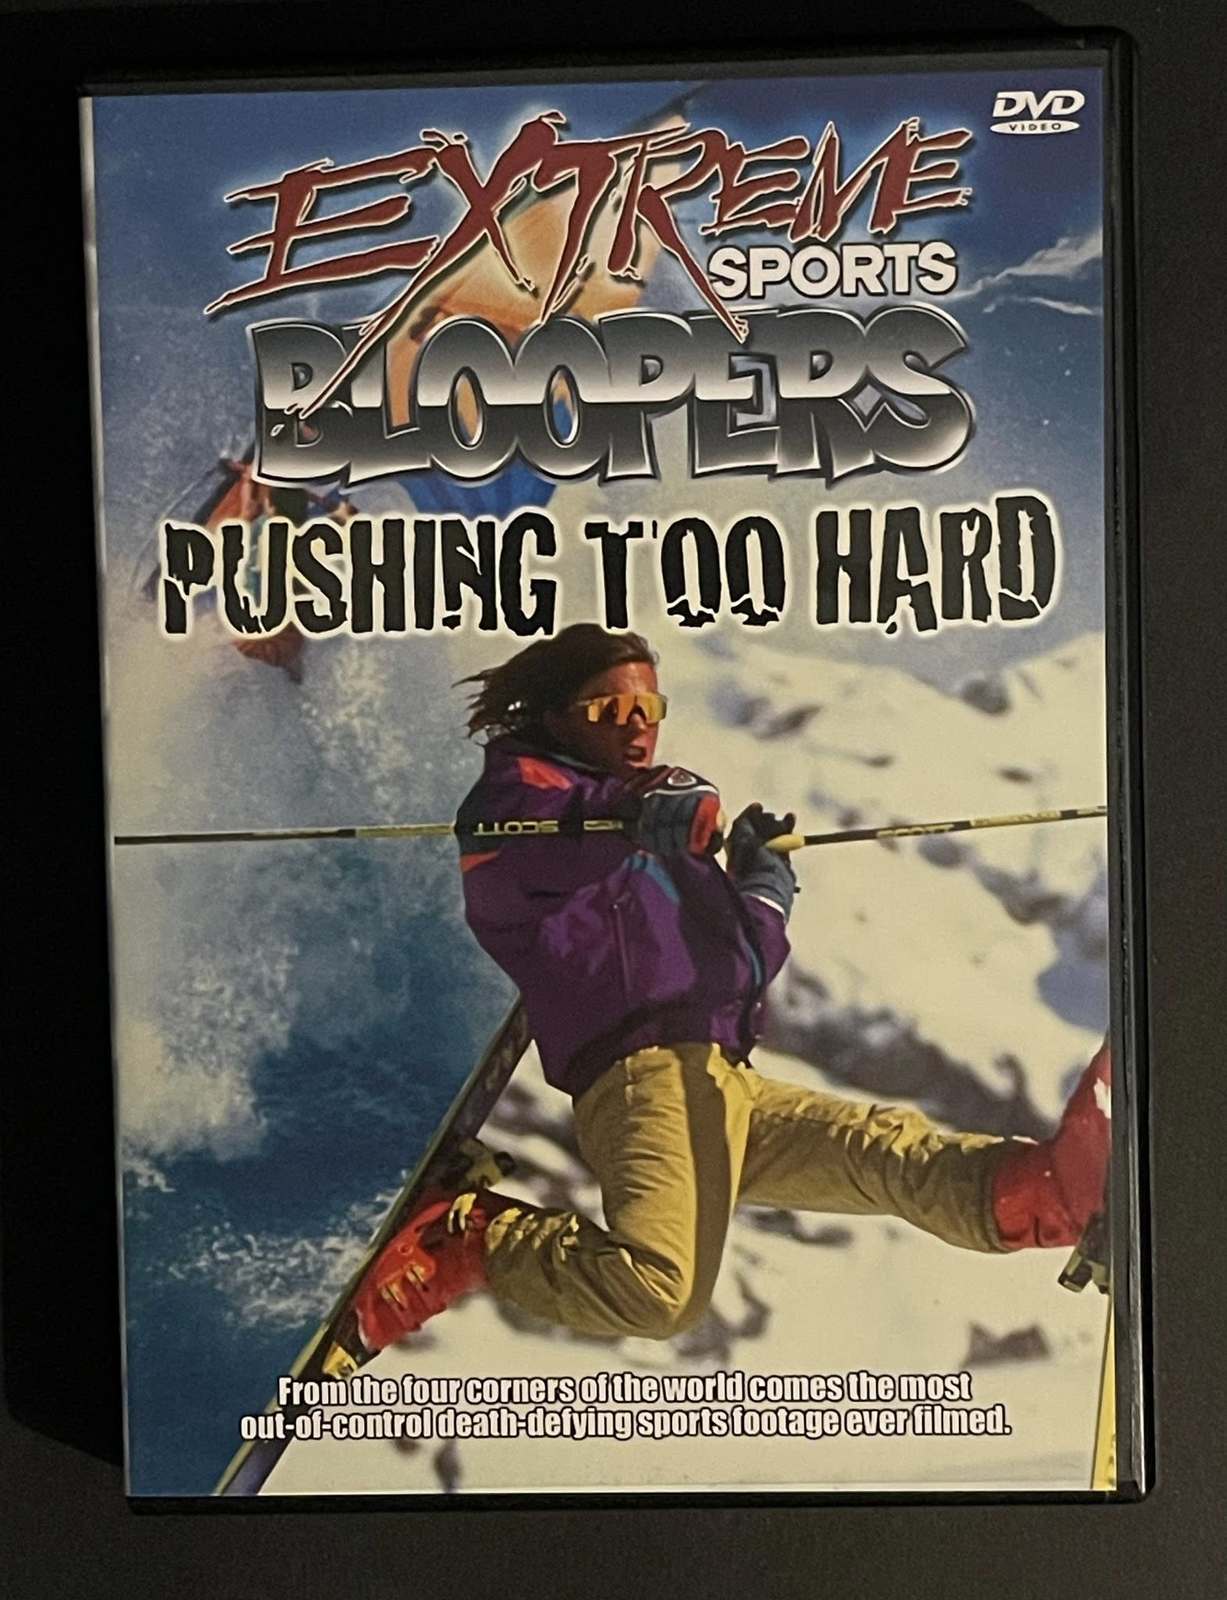 DVD
VIDEO
EXTREME
SPORTS
BLOOPERS
PUSHING TOO HARD
SCOTT SCOTT
From the four corners of the world comes the most
out-of-control death-defying sports footage ever filmed.